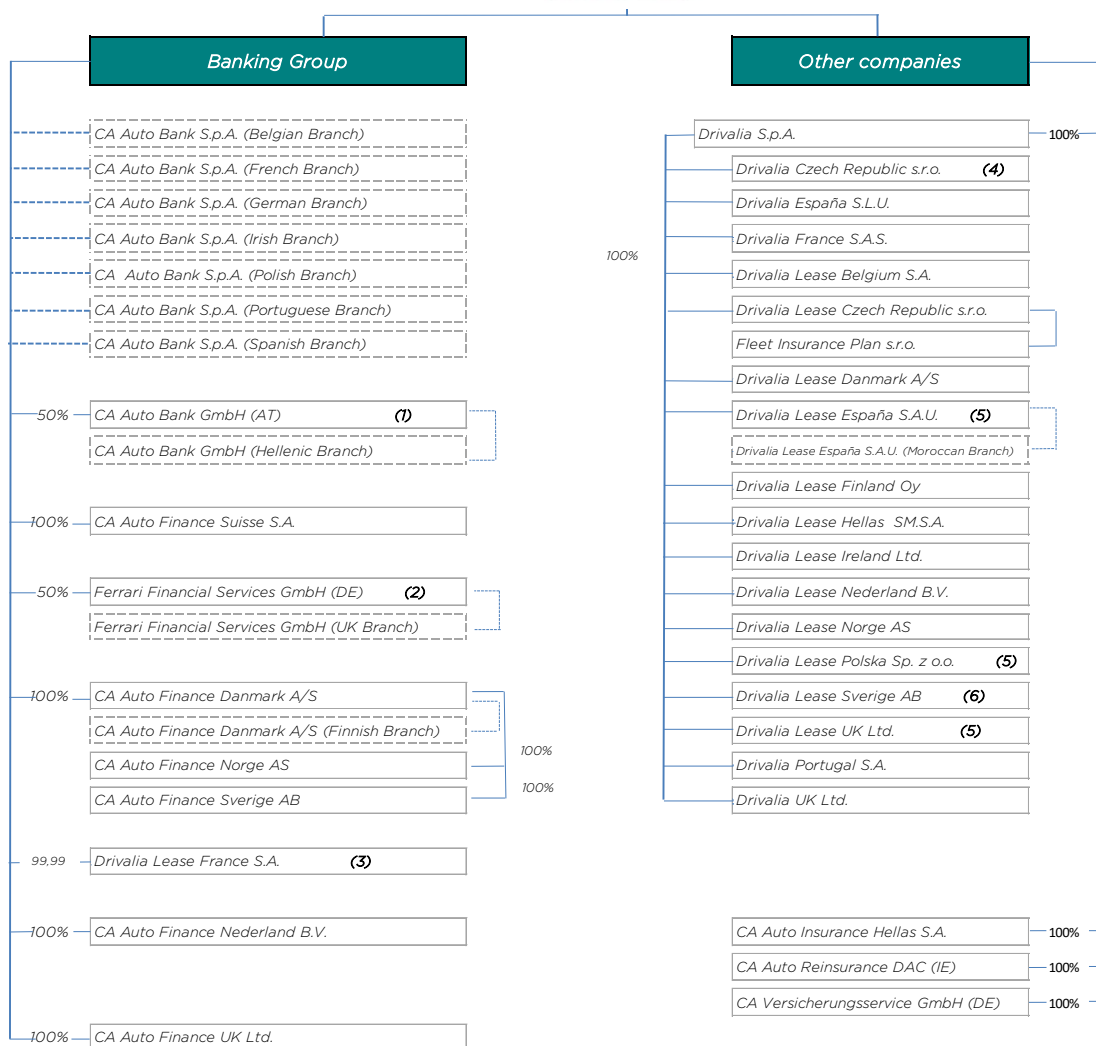 Banking Group
CA Auto Bank S.p.A. (Belgian Branch)
CA Auto Bank S.p.A. (French Branch)
CA Auto Bank S.p.A. (German Branch)
CA Auto Bank S.p.A. (Irish Branch)
CA  Auto Bank S.p.A. (Polish Branch)
CA Auto Bank S.p.A. (Portuguese Branch)
CA Auto Bank S.p.A. (Spanish Branch)
50% CA Auto Bank GmbH (AT) (1)
CA Auto Bank GmbH (Hellenic Branch)
100% CA Auto Finance Suisse S.A.
50% Ferrari Financial Services GmbH (DE) (2)
Ferrari Financial Services GmbH (UK Branch)
100% CA Auto Finance Danmark A/S
CA Auto Finance Danmark A/S (Finnish Branch)
100%
CA Auto Finance Norge AS
100%
CA Auto Finance Sverige AB
99,99 Drivalia Lease France S.A. (3)
100% CA Auto Finance Nederland B.V.
100% CA Auto Finance UK Ltd.
Other companies
Drivalia S.p.A. 100%
Drivalia Czech Republic s.r.o. (4)
Drivalia España S.L.U.
Drivalia France S.A.S.
100%
Drivalia Lease Belgium S.A.
Drivalia Lease Czech Republic s.r.o.
Fleet Insurance Plan s.r.o.
Drivalia Lease Danmark A/S
Drivalia Lease España S.A.U. (5)
Drivalia Lease España S.A.U. (Moroccan Branch)
Drivalia Lease Finland Oy
Drivalia Lease Hellas  SM.S.A.
Drivalia Lease Ireland Ltd.
Drivalia Lease Nederland B.V.
Drivalia Lease Norge AS
Drivalia Lease Polska Sp. z o.o. (5)
Drivalia Lease Sverige AB (6)
Drivalia Lease UK Ltd. (5)
Drivalia Portugal S.A.
Drivalia UK Ltd.
CA Auto Insurance Hellas S.A. 100%
CA Auto Reinsurance DAC (IE) 100%
CA Versicherungsservice GmbH (DE) 100%